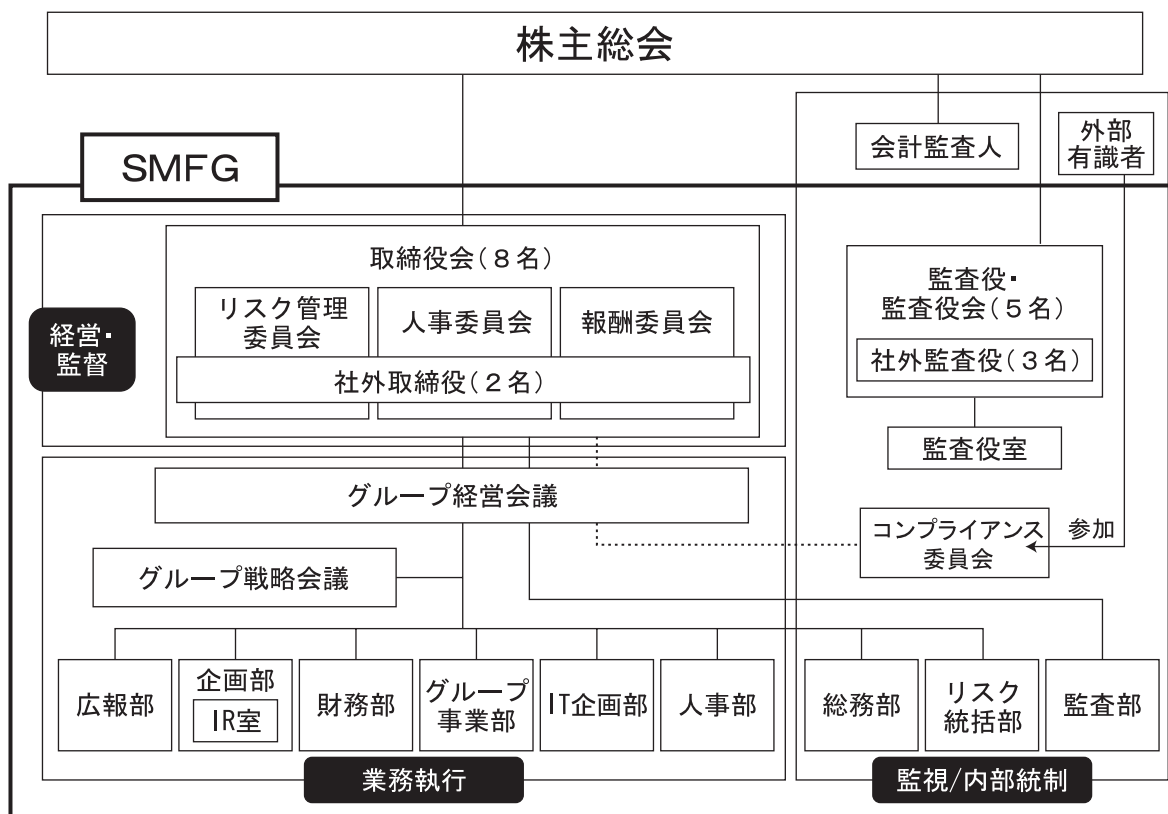 株主総会
会計監査人
外部
有識者
SMFG
取締役会(8名)
リスク管理
委員会
人事委員会
報酬委員会
社外取締役(2名)
経営・
監督
監査役・
監査役会(5名)
社外監査役(3名)
監査役室
グループ経営会議
コンプライアンス
委員会
参加
グループ戦略会議
広報部
企画部
IR室
財務部
グループ
事業部
IT企画部
人事部
総務部
リスク
統括部
監査部
業務執行
監視/内部統制